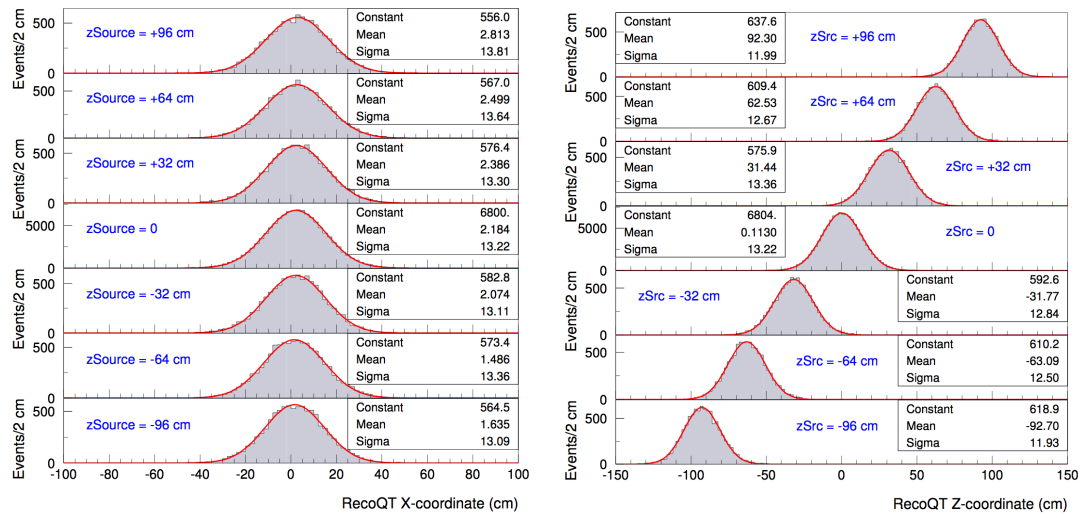 Events/2 cm
500
0
zSource = +96 cm
Constant 556.0
Mean 2.813
Sigma 13.81
Events/2 cm
500
0
zSource = +64 cm
Constant 567.0
Mean 2.499
Sigma 13.64
Events/2 cm
500
0
zSource = +32 cm
Constant 576.4
Mean 2.386
Sigma 13.30
Events/2 cm
5000
0
zSource = 0
Constant 6800.
Mean 2.184
Sigma 13.22
Events/2 cm
500
0
zSource = -32 cm
Constant 582.8
Mean 2.074
Sigma 13.11
Events/2 cm
500
0
zSource = -64 cm
Constant 573.4
Mean 1.486
Sigma 13.36
Events/2 cm
500
0
zSource = -96 cm
Constant 564.5
Mean 1.635
Sigma 13.09
-100 -80 -60 -40 -20 0 20 40 60 80 100
RecoQT X-coordinate (cm)
Events/2 cm
500
0
Constant 637.6
Mean 92.30
Sigma 11.99
zSrc = +96 cm
Events/2 cm
500
0
Constant 609.4
Mean 62.53
Sigma 12.67
zSrc = +64 cm
Events/2 cm
500
0
Constant 575.9
Mean 31.44
Sigma 13.36
zSrc = +32 cm
Events/2 cm
5000
0
Constant 6804.
Mean 0.1130
Sigma 13.22
zSrc = 0
Events/2 cm
500
0
zSrc = -32 cm
Constant 592.6
Mean -31.77
Sigma 12.84
Events/2 cm
500
0
zSrc = -64 cm
Constant 610.2
Mean -63.09
Sigma 12.50
Events/2 cm
500
0
zSrc = -96 cm
Constant 618.9
Mean -92.70
Sigma 11.93
-150 -100 -50 0 50 100 150
RecoQT Z-coordinate (cm)